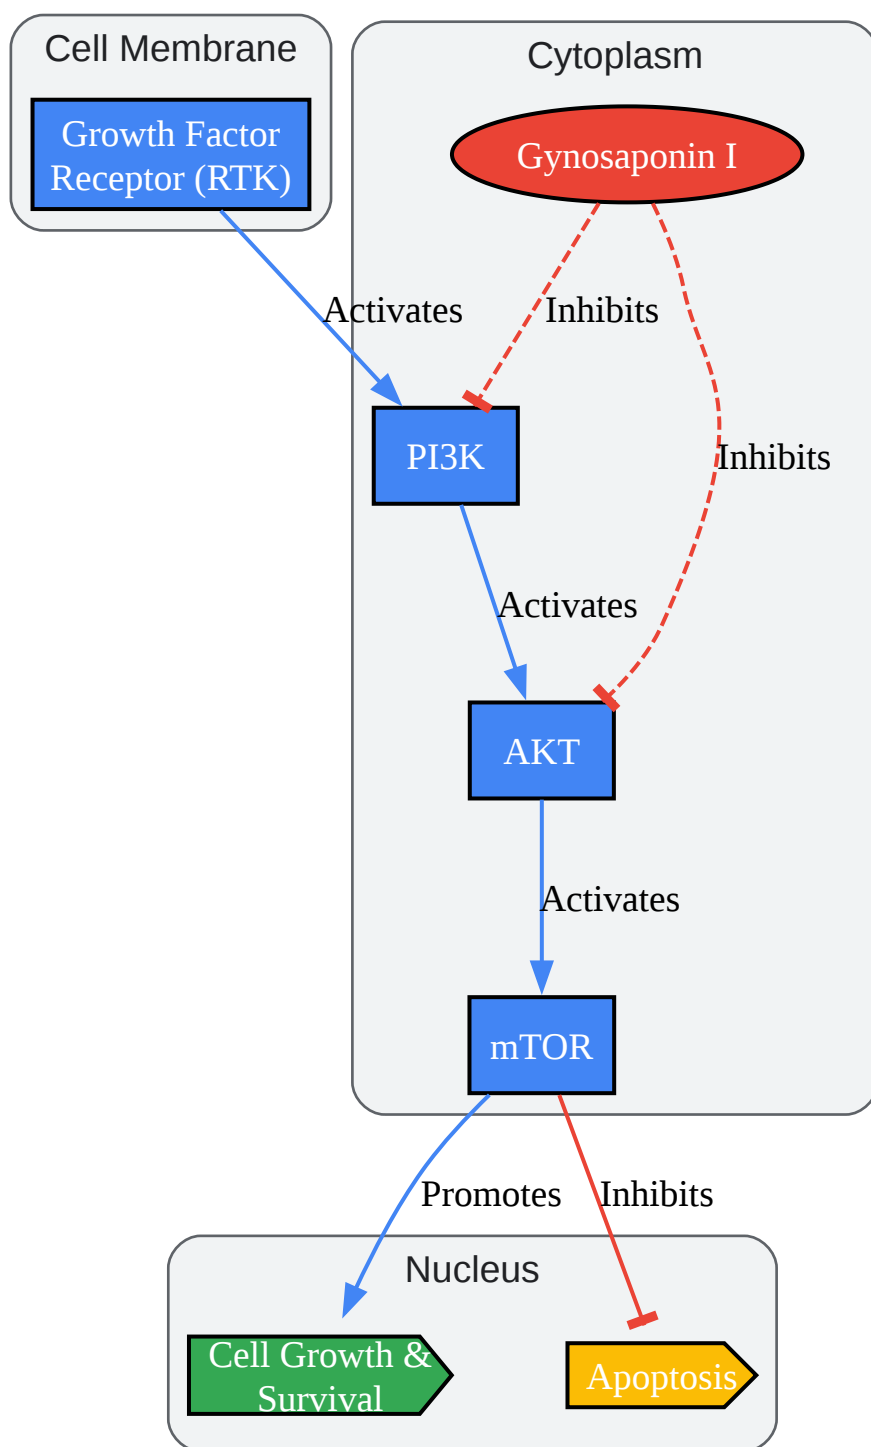 Cell Membrane
Growth Factor
Receptor (RTK)
Cytoplasm
Gynosaponin I
Activates
Inhibits
PI3K
Inhibits
Activates
AKT
Activates
mTOR
Promotes
Inhibits
Nucleus
Cell Growth &
Survival
Apoptosis